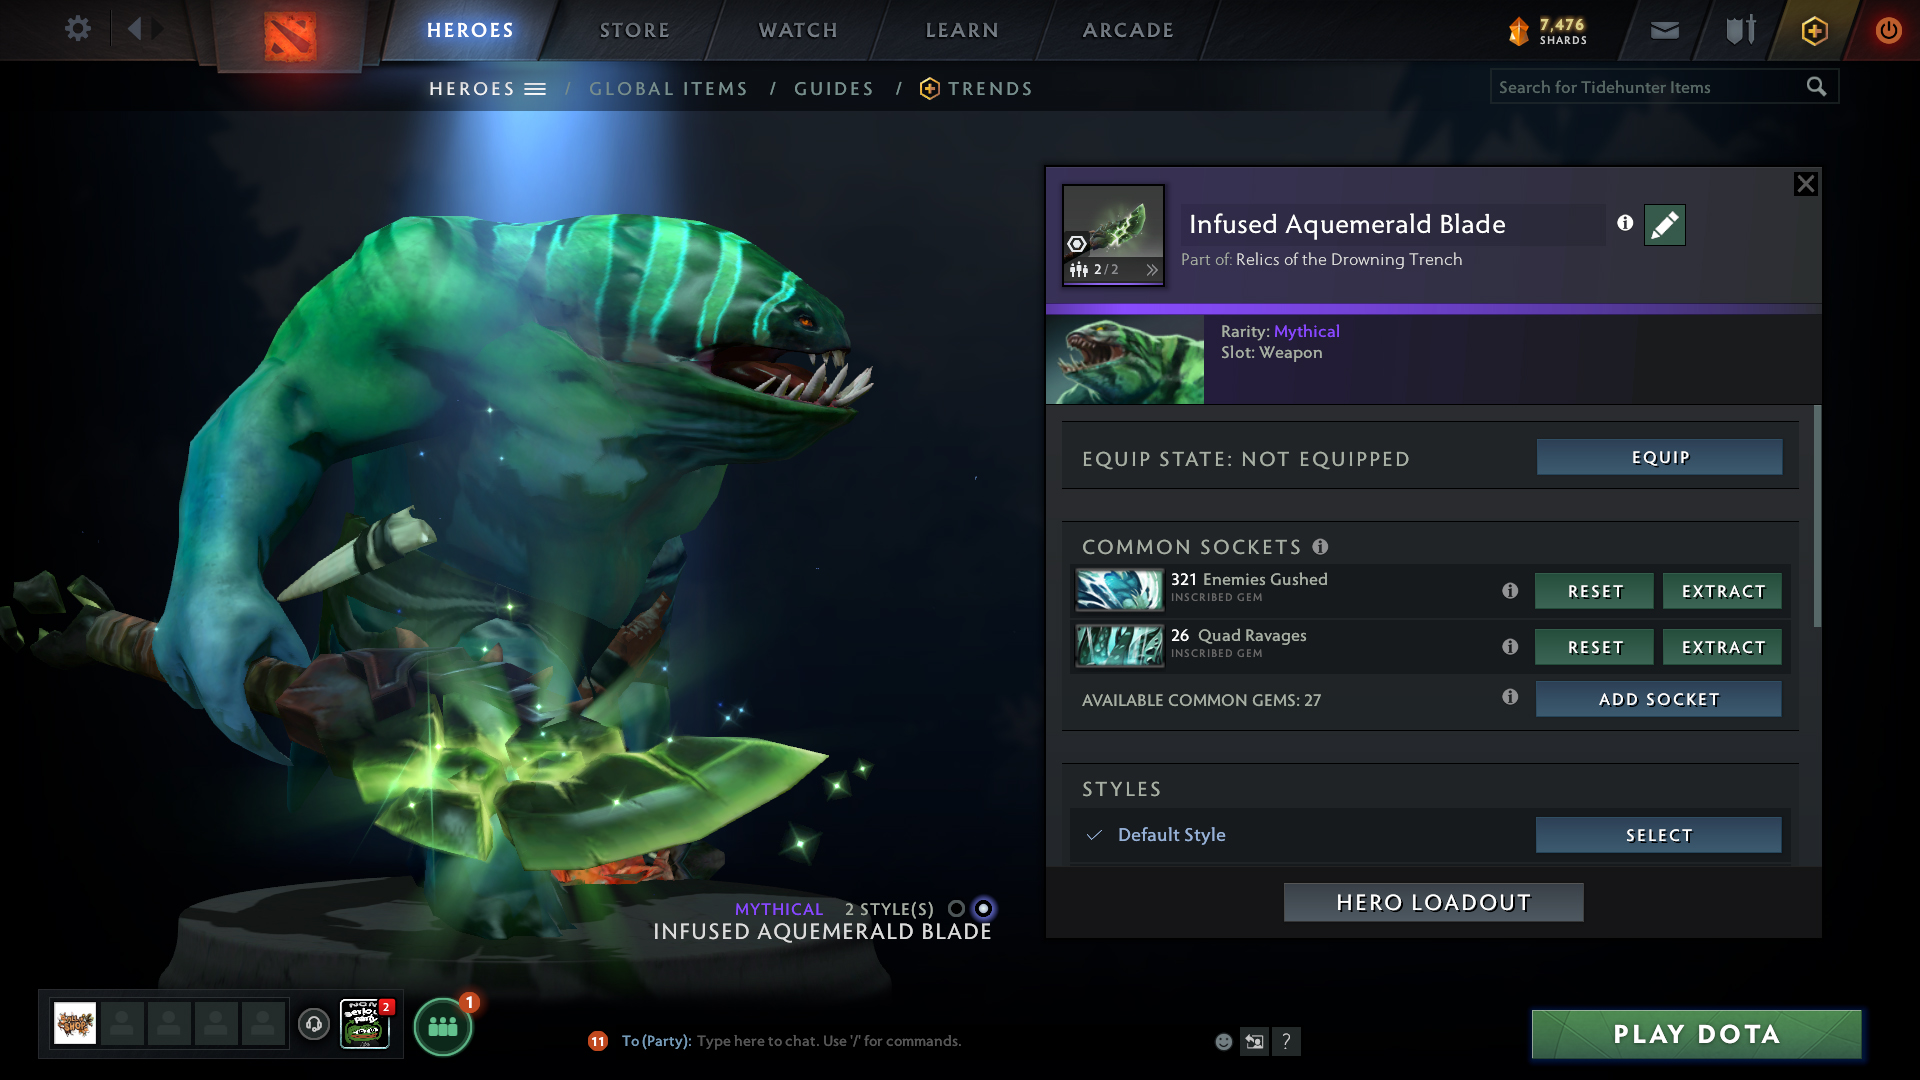 HEROES
STORE
WATCH
LEARN
ARCADE
7,476
SHARDS
HEROES / GLOBAL ITEMS / GUIDES / TRENDS
Search for Tidehunter Items
Infused Aquemerald Blade
2/2
Part of: Relics of the Drowning Trench
Rarity: Mythical
Slot: Weapon
EQUIP STATE: NOT EQUIPPED
EQUIP
COMMON SOCKETS
321 Enemies Gushed
INSCRIBED GEM
RESET
EXTRACT
26 Quad Ravages
INSCRIBED GEM
RESET
EXTRACT
AVAILABLE COMMON GEMS: 27
ADD SOCKET
STYLES
Default Style
SELECT
HERO LOADOUT
MYTHICAL 2 STYLE(S)
INFUSED AQUEMERALD BLADE
2
1
11
To (Party): Type here to chat. Use '/' for commands.
?
PLAY DOTA